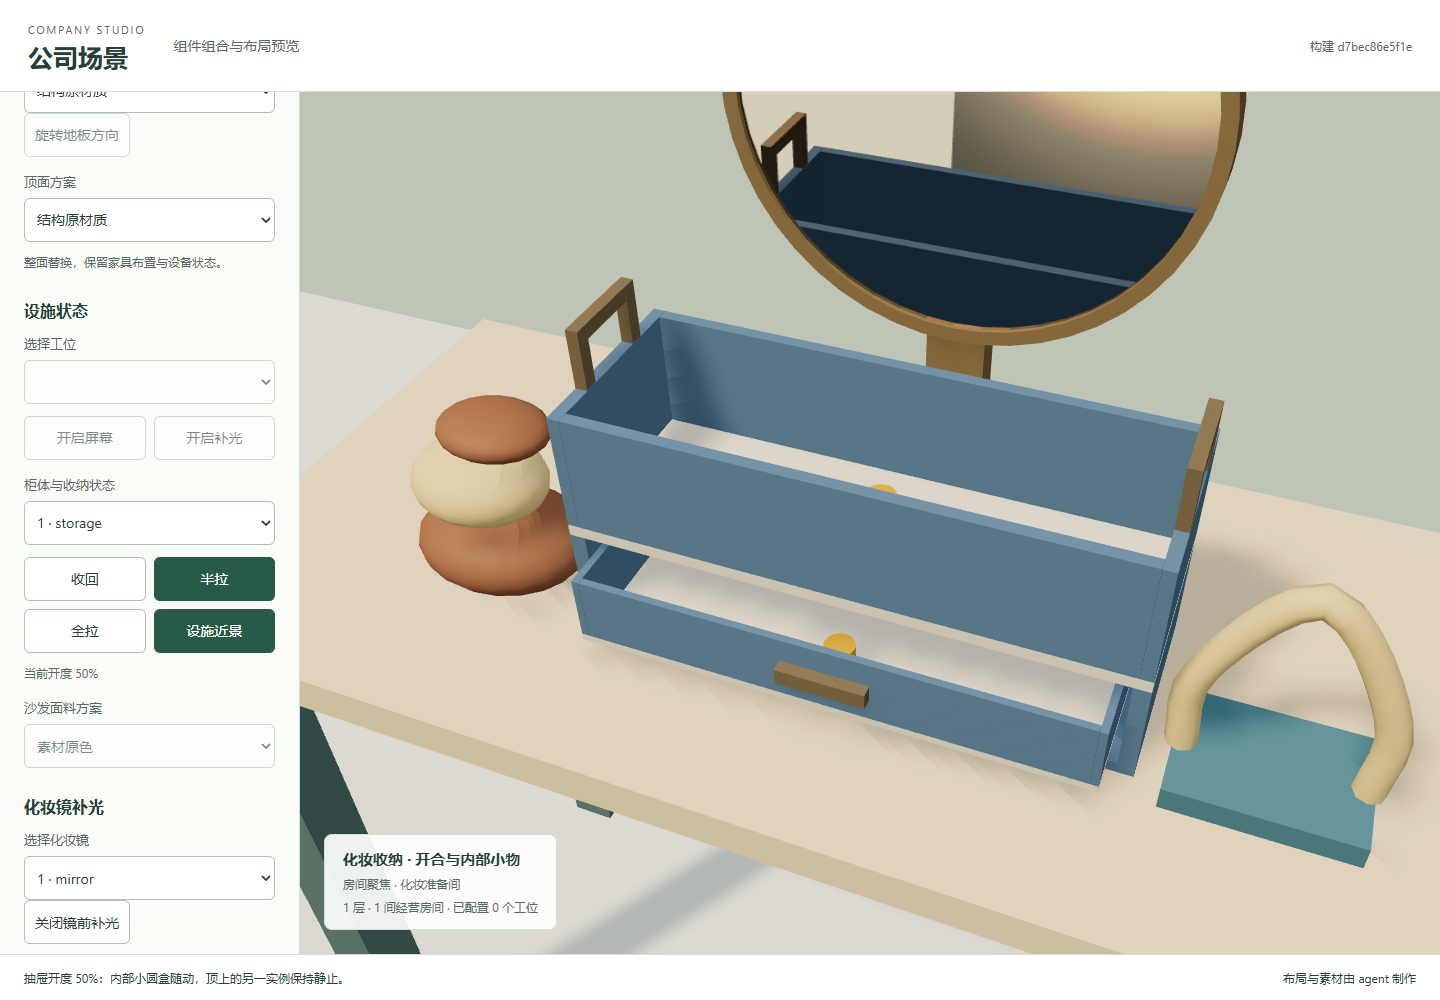 COMPANY STUDIO
公司场景
组件组合与布局预览
构建 d7bec86e5f1e
结构原材质
旋转地板方向
顶面方案
结构原材质
整面替换，保留家具布置与设备状态。
设施状态
选择工位
开启屏幕
开启补光
柜体与收纳状态
1 · storage
收回
半拉
全拉
设施近景
当前开度 50%
沙发面料方案
素材原色
化妆镜补光
选择化妆镜
1 · mirror
关闭镜前补光
化妆收纳 · 开合与内部小物
房间聚焦 · 化妆准备间
1 层 · 1 间经营房间 · 已配置 0 个工位
抽屉开度 50%：内部小圆盒随动，顶上的另一实例保持静止。
布局与素材由 agent 制作